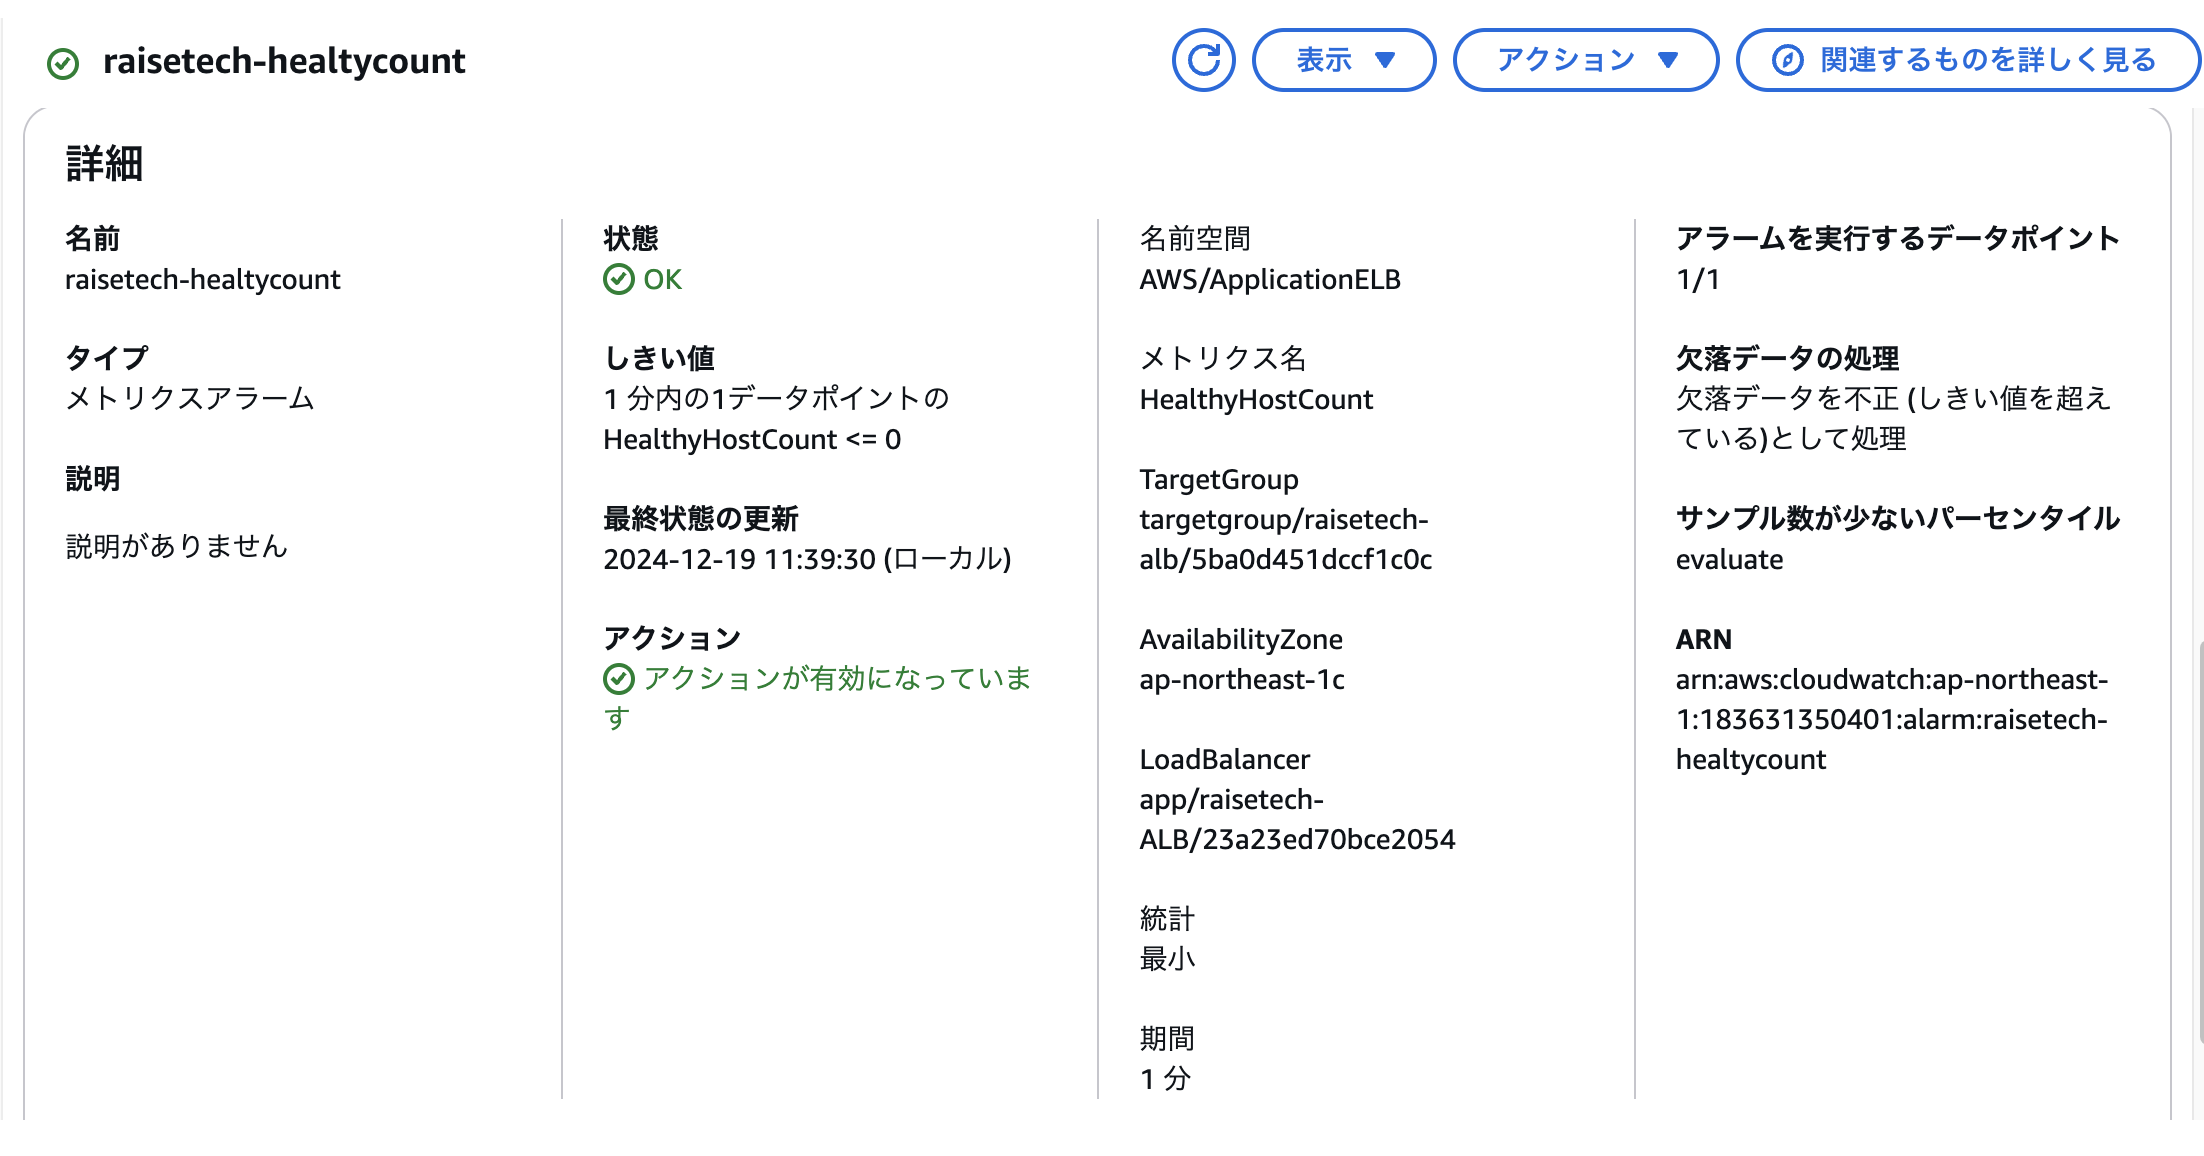 raisetech-healtycount
表示
アクション
関連するものを詳しく見る
詳細
名前
raisetech-healtycount
タイプ
メトリクスアラーム
説明
説明がありません
状態
OK
しきい値
1 分内の1データポイントの
HealthyHostCount <= 0
最終状態の更新
2024-12-19 11:39:30 (ローカル)
アクション
アクションが有効になっていま
す
名前空間
AWS/ApplicationELB
メトリクス名
HealthyHostCount
TargetGroup
targetgroup/raisetech-
alb/5ba0d451dccf1c0c
AvailabilityZone
ap-northeast-1c
LoadBalancer
app/raisetech-
ALB/23a23ed70bce2054
統計
最小
期間
1 分
アラームを実行するデータポイント
1/1
欠落データの処理
欠落データを不正 (しきい値を超え
ている)として処理
サンプル数が少ないパーセンタイル
evaluate
ARN
arn:aws:cloudwatch:ap-northeast-
1:183631350401:alarm:raisetech-
healtycount